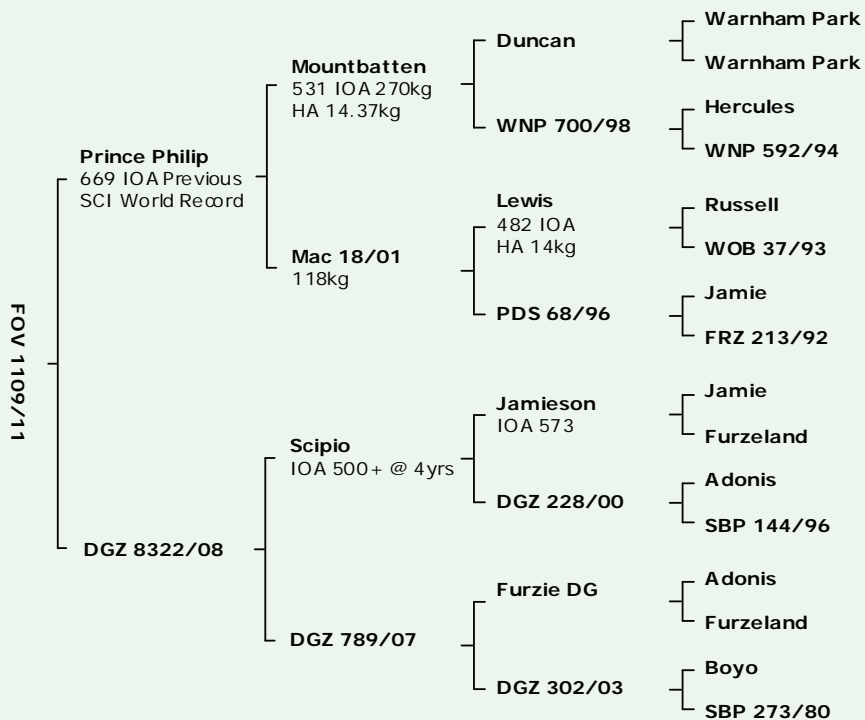 FOV 1109/11
Prince Philip
669 IOA Previous
SCI World Record
DGZ 8322/08
Mountbatten
531 IOA 270kg
HA 14.37kg
Mac 18/01
118kg
Scipio
IOA 500+ @ 4yrs
DGZ 789/07
Duncan
WNP 700/98
Lewis
482 IOA
HA 14kg
PDS 68/96
Jamieson
IOA 573
DGZ 228/00
Furzie DG
DGZ 302/03
Warnham Park
Warnham Park
Hercules
WNP 592/94
Russell
WOB 37/93
Jamie
FRZ 213/92
Jamie
Furzeland
Adonis
SBP 144/96
Adonis
Furzeland
Boyo
SBP 273/80